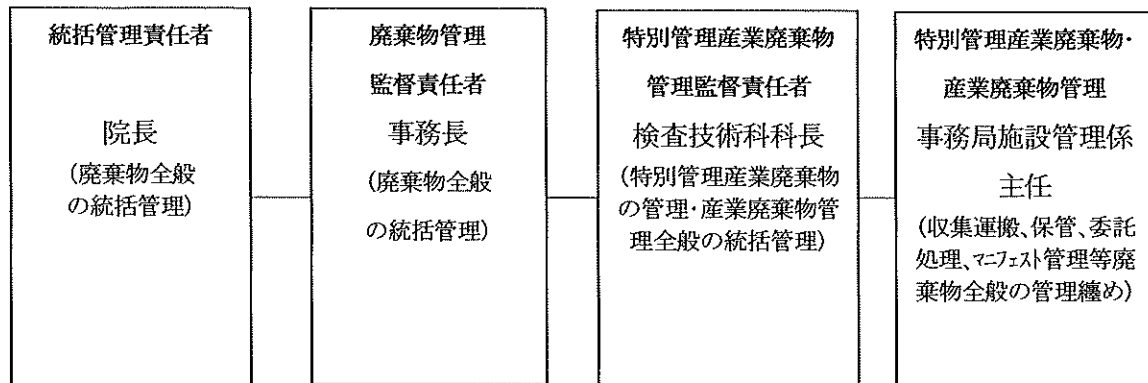 統括管理責任者
院長
(廃棄物全般
の統括管理)
廃棄物管理
監督責任者
事務長
(廃棄物全般
の統括管理)
特別管理産業廃棄物
管理監督責任者
検査技術科科長
(特別管理産業廃棄物
の管理・産業廃棄物管
理全般の統括管理)
特別管理産業廃棄物・
産業廃棄物管理
事務局施設管理係
主任
(収集運搬、保管、委託
処理、マニフェスト管理等廃
棄物全般の管理纏め)